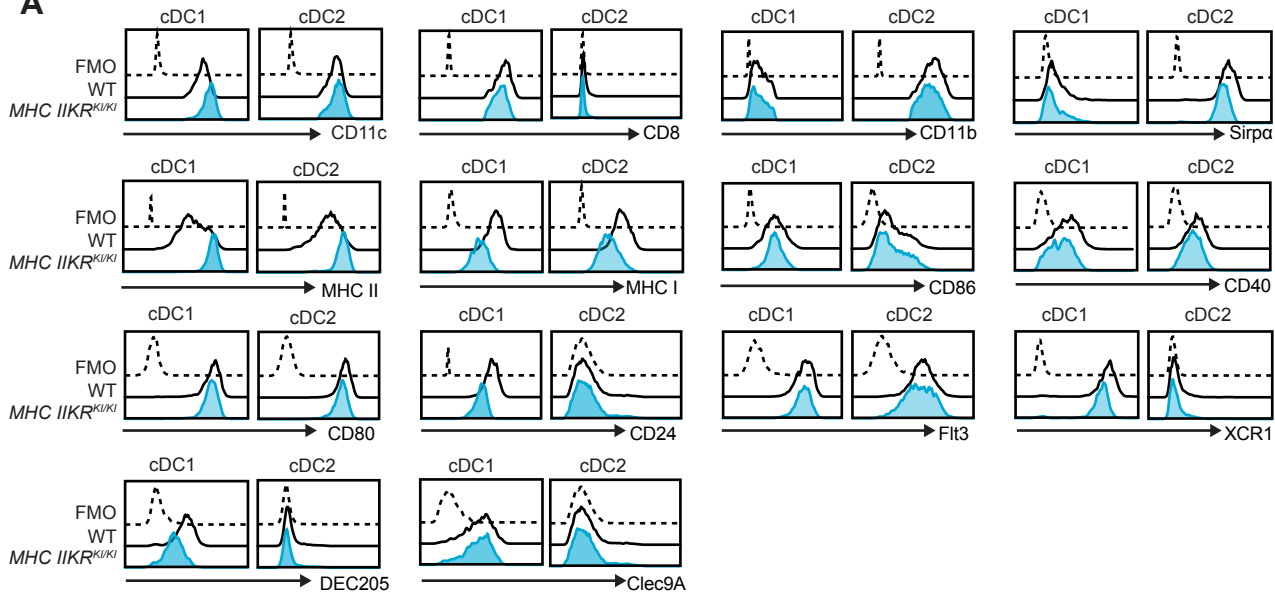 A
cDC1 cDC2 cDC1 cDC2 cDC1 cDC2 cDC1 cDC2
FMO
WT
MHC IIKR^KI/KI
CD11c CD8 CD11b Sirpα
cDC1 cDC2 cDC1 cDC2 cDC1 cDC2 cDC1 cDC2
FMO
WT
MHC IIKR^KI/KI
MHC II MHC I CD86 CD40
cDC1 cDC2 cDC1 cDC2 cDC1 cDC2 cDC1 cDC2
FMO
WT
MHC IIKR^KI/KI
CD80 CD24 Flt3 XCR1
cDC1 cDC2 cDC1 cDC2
FMO
WT
MHC IIKR^KI/KI
DEC205 Clec9A